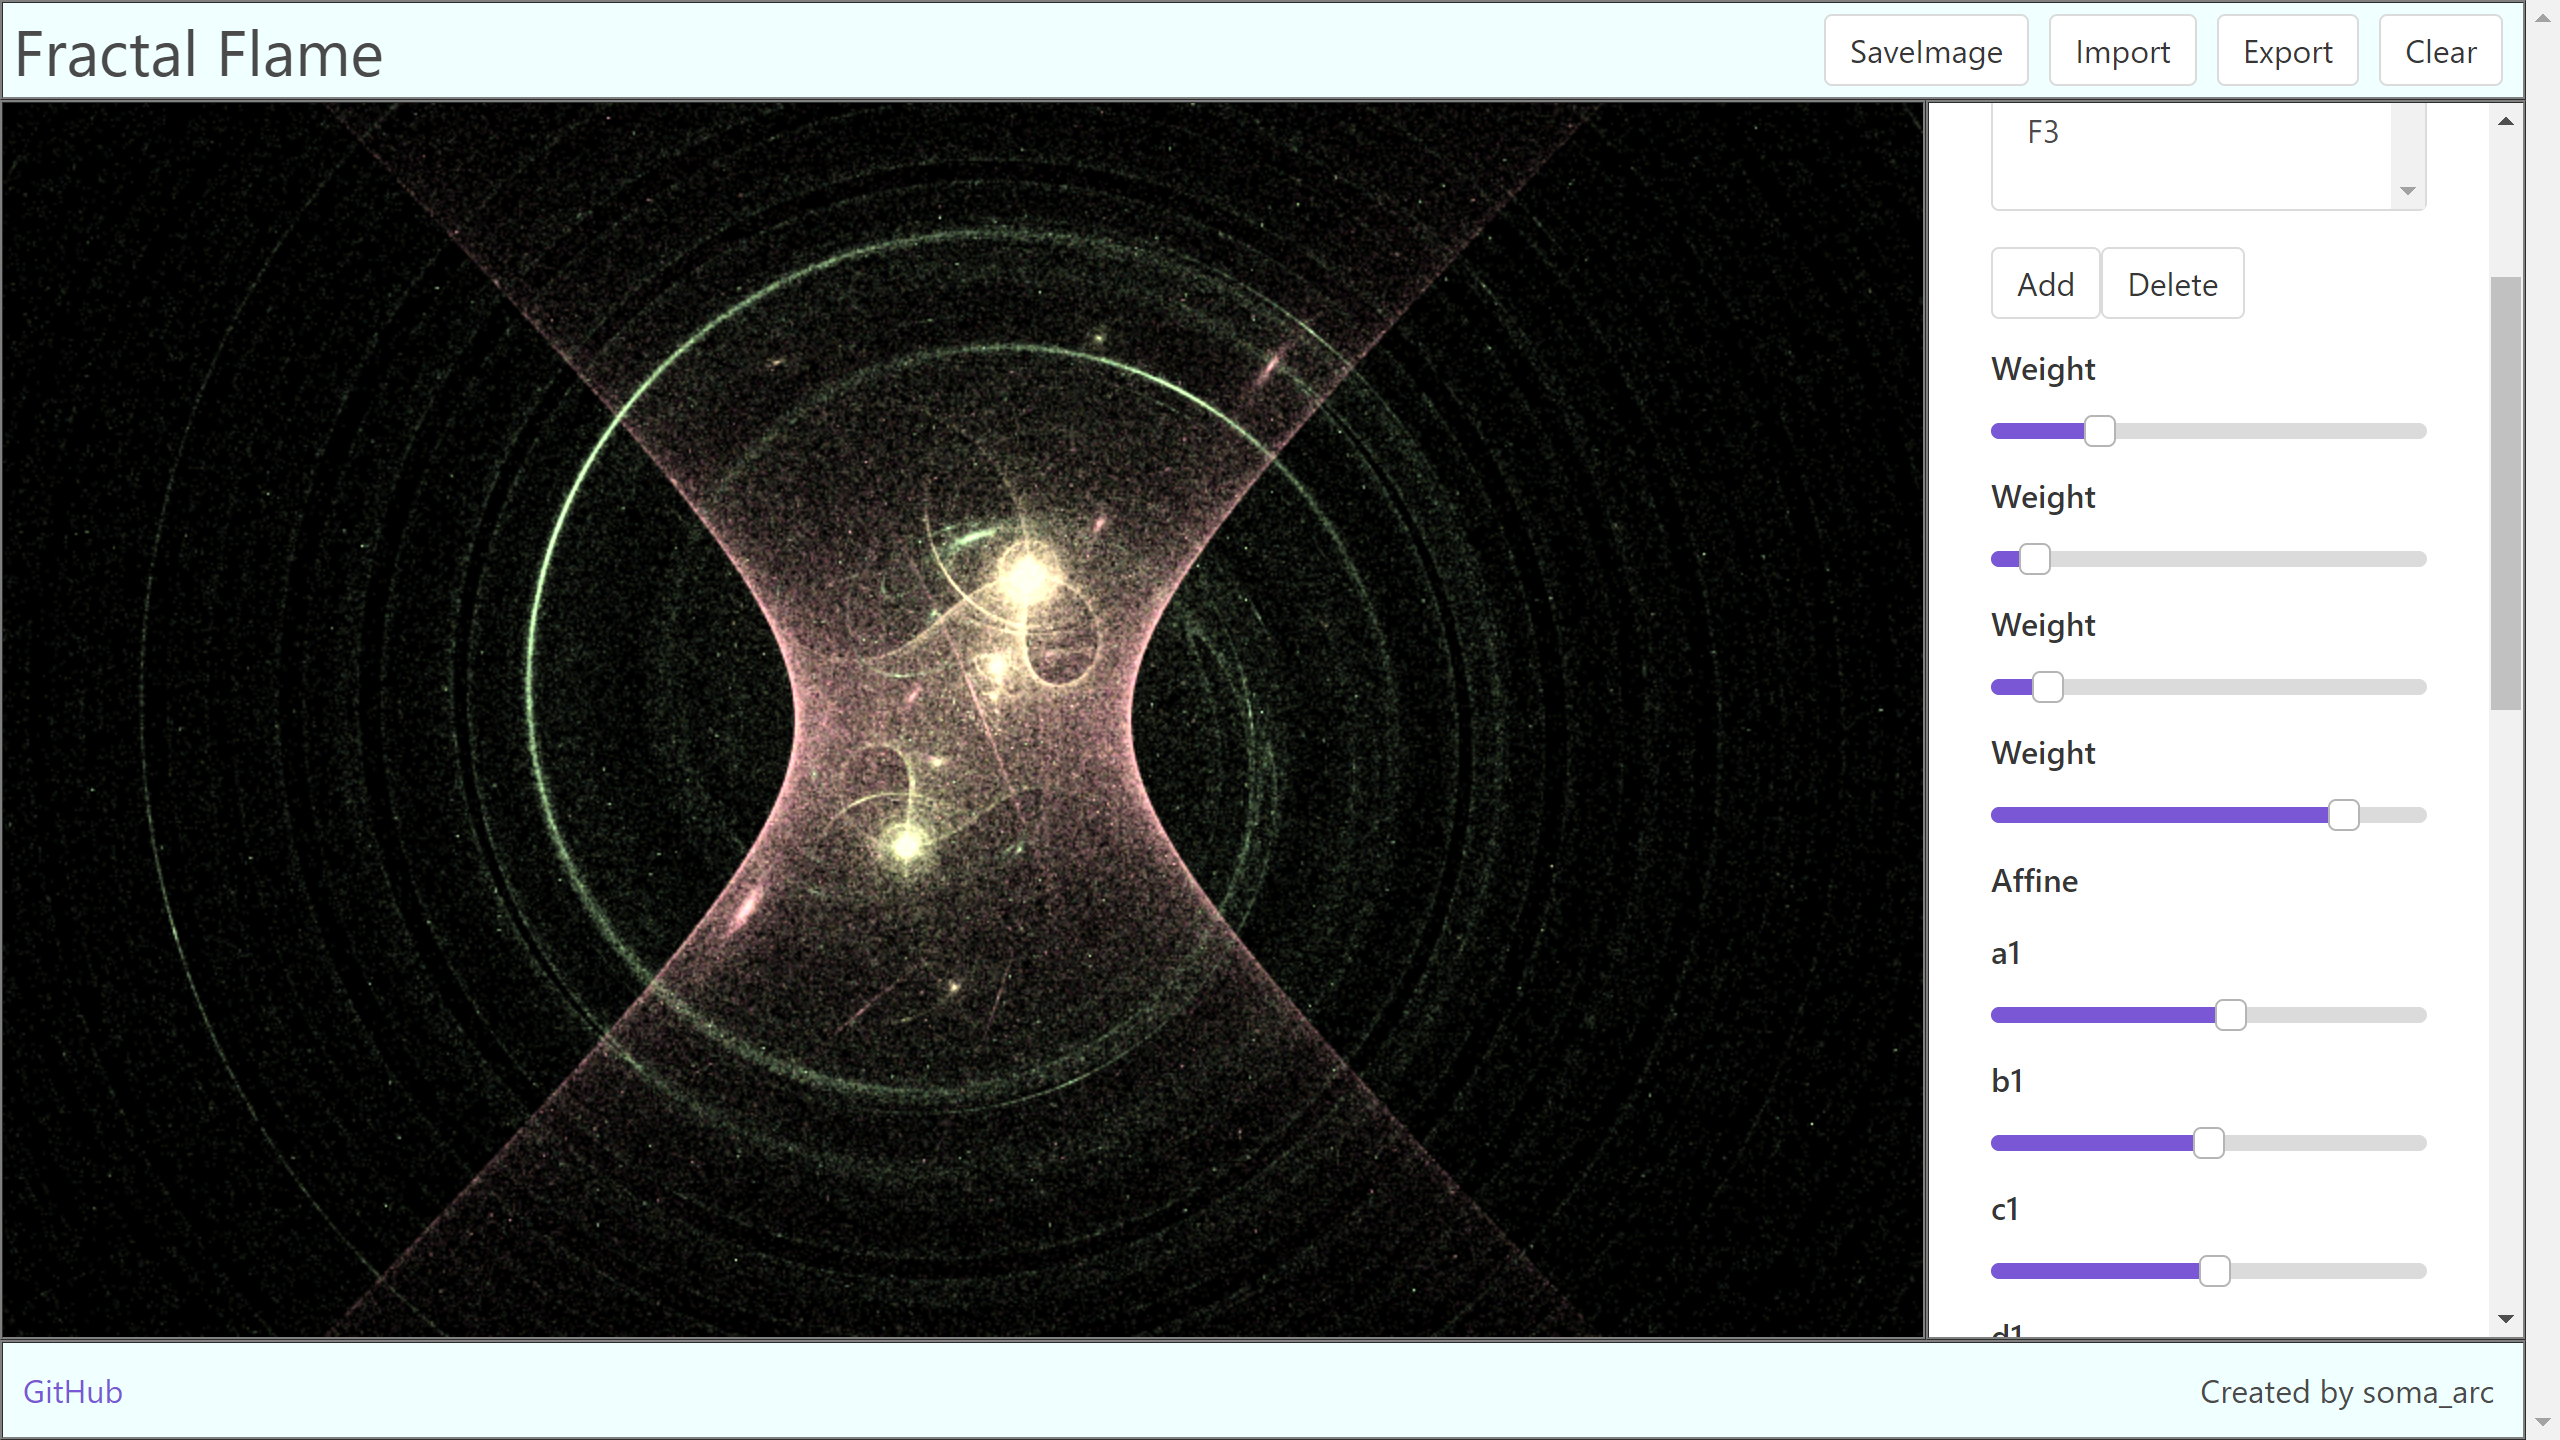 Fractal Flame
SaveImage
Import
Export
Clear
F3
Add
Delete
Weight
Weight
Weight
Weight
Affine
a1
b1
c1
d1
GitHub
Created by soma_arc